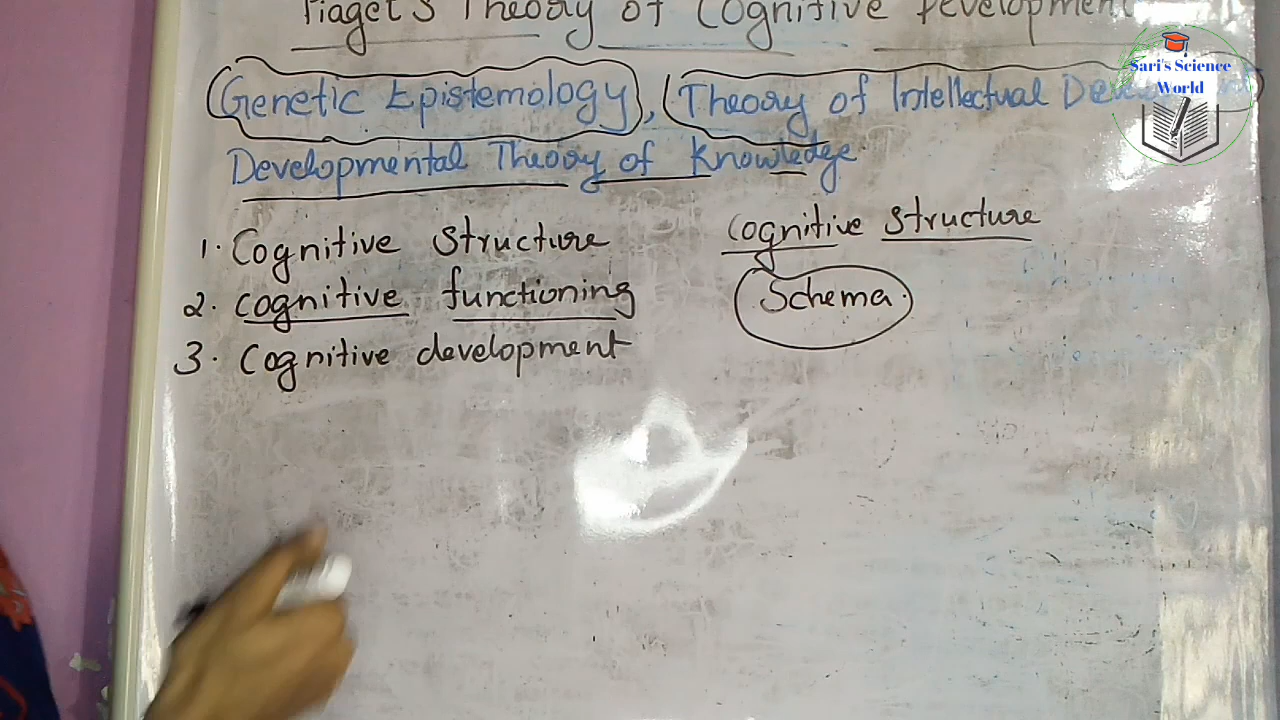 Piaget's Theory of Cognitive Development
Genetic Epistemology, Theory of Intellectual
Developmental Theory of Knowledge
1. Cognitive Structure
2. cognitive functioning
3. Cognitive development
Cognitive structure
Schema.
Sari's Science
World